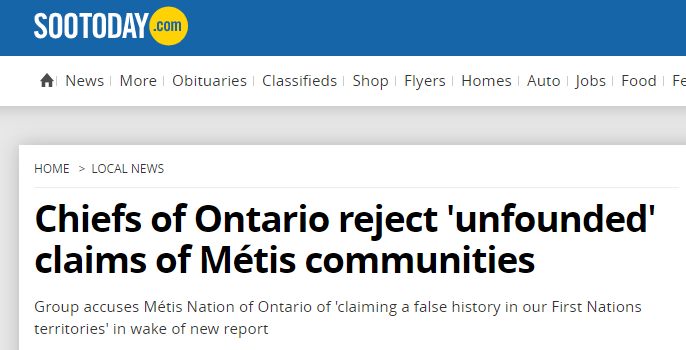 SOOTODAY.com
News More Obituaries Classifieds Shop Flyers Homes Auto Jobs Food Fe
HOME > LOCAL NEWS
Chiefs of Ontario reject 'unfounded'
claims of Métis communities
Group accuses Métis Nation of Ontario of 'claiming a false history in our First Nations
territories' in wake of new report